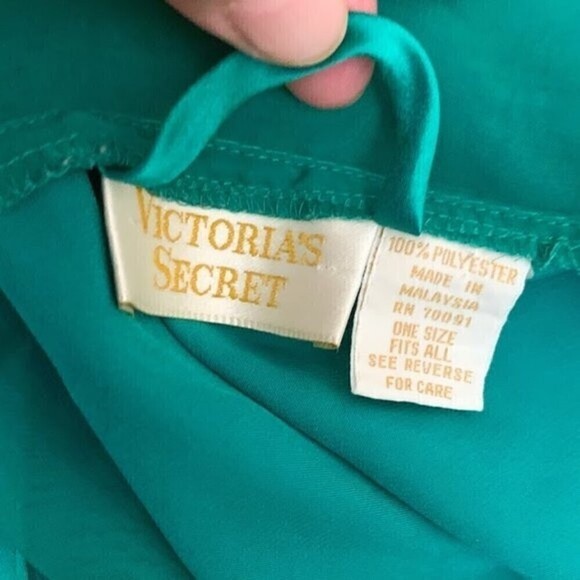 VICTORIA'S
SECRET
100% POLYESTER
MADE IN
MALAYSIA
RN 70091
ONE SIZE
FITS ALL
SEE REVERSE
FOR CARE